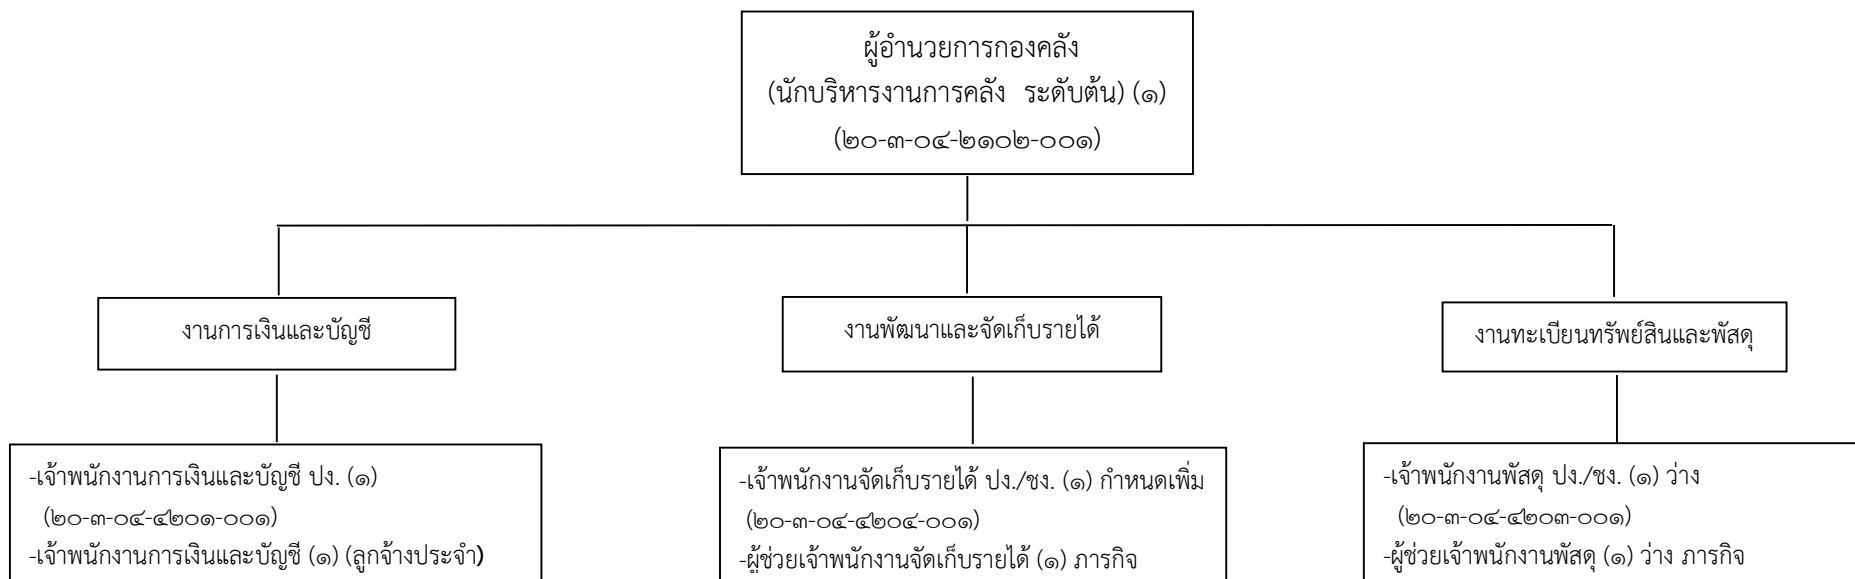 ผู้อำนวยการกองคลัง
(นักบริหารงานการคลัง ระดับต้น) (๑)
(๒๐-๓-๐๔-๒๑๐๒-๐๐๑)
งานการเงินและบัญชี
งานพัฒนาและจัดเก็บรายได้
งานทะเบียนทรัพย์สินและพัสดุ
-เจ้าพนักงานการเงินและบัญชี ปง. (๑)
(๒๐-๓-๐๔-๔๒๐๑-๐๐๑)
-เจ้าพนักงานการเงินและบัญชี (๑) (ลูกจ้างประจำ)
-เจ้าพนักงานจัดเก็บรายได้ ปง./ชง. (๑) กำหนดเพิ่ม
(๒๐-๓-๐๔-๔๒๐๔-๐๐๑)
-ผู้ช่วยเจ้าพนักงานจัดเก็บรายได้ (๑) ภารกิจ
-เจ้าพนักงานพัสดุ ปง./ชง. (๑) ว่าง
(๒๐-๓-๐๔-๔๒๐๓-๐๐๑)
-ผู้ช่วยเจ้าพนักงานพัสดุ (๑) ว่าง ภารกิจ